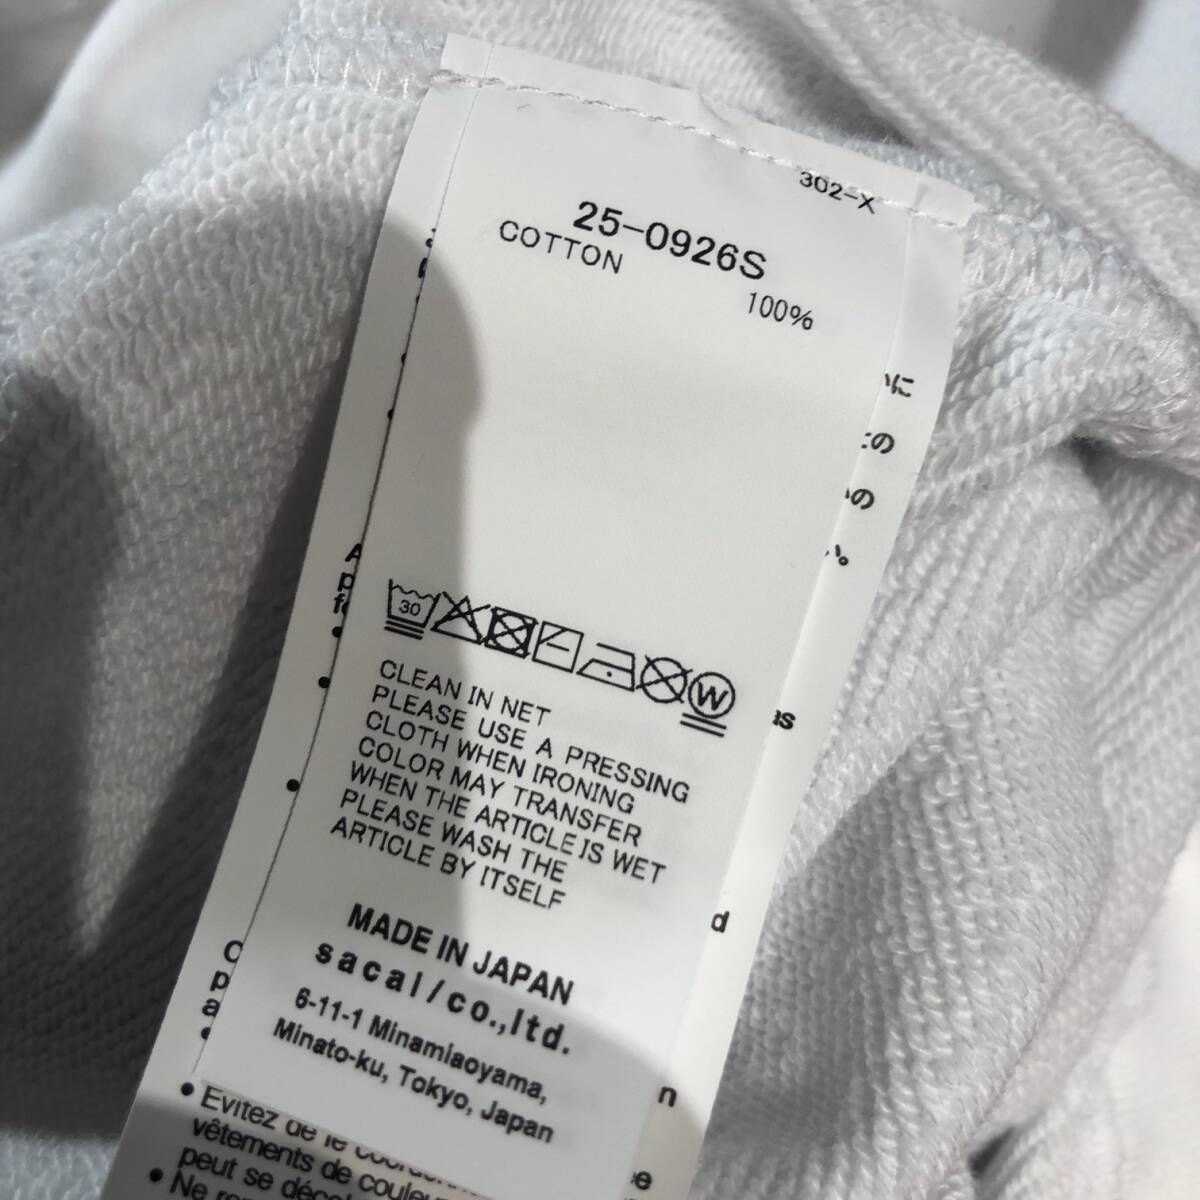 302-X
25-0926S
COTTON
100%
30
W
CLEAN IN NET
PLEASE USE A PRESSING
CLOTH WHEN IRONING
COLOR MAY TRANSFER
WHEN THE ARTICLE IS WET
PLEASE WASH THE
ARTICLE BY ITSELF
MADE IN JAPAN
sacai/co.,ltd.
6-11-1 Minamiaoyama,
Minato-ku, Tokyo, Japan
• Evitez de le
vêtements de couleur
peut se
• Ne